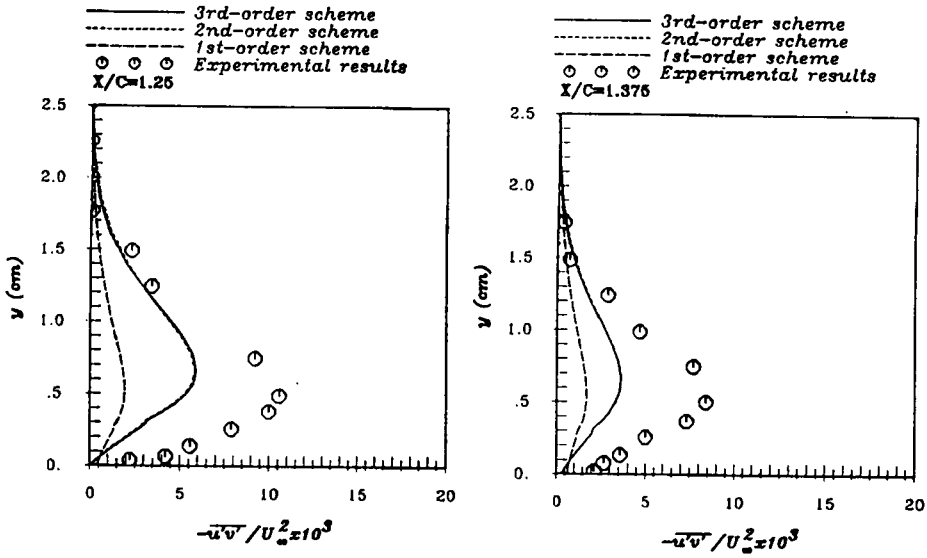 3rd-order scheme
2nd-order scheme
1st-order scheme
Experimental results
X/C=1.25
2.5
2.0
1.5
1.0
.5
0.
y (cm)
0 5 10 15 20
-u'v'/U∞²x10³
3rd-order scheme
2nd-order scheme
1st-order scheme
Experimental results
X/C=1.375
2.5
2.0
1.5
1.0
.5
0.
y (cm)
0 5 10 15 20
-u'v'/U∞²x10³